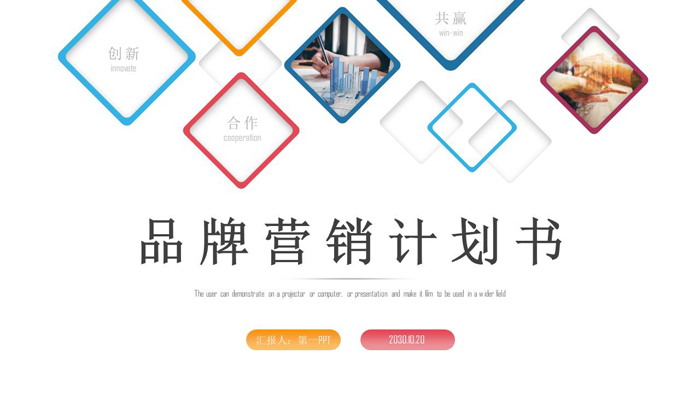 创新
innovate
共赢
win-win
合作
cooperation
品牌营销计划书
The user can demonstrate on a projector or computer, or presentation and make it film to be used in a wider field
汇报人：第一PPT
2030.10.20